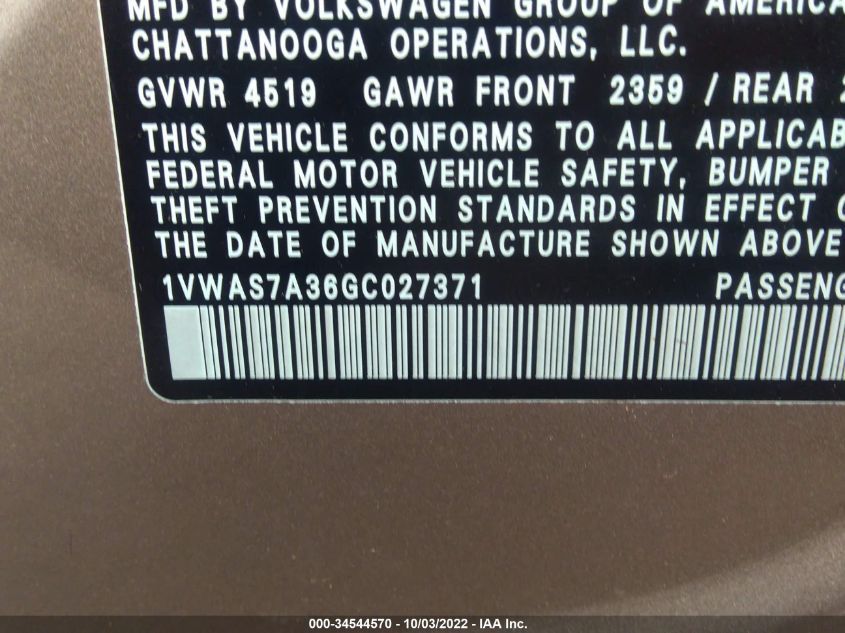 MFD BY VOLKSWAGEN GROUP OF AMERICA
CHATTANOOGA OPERATIONS, LLC.
GVWR 4519 GAWR FRONT 2359 / REAR 2
THIS VEHICLE CONFORMS TO ALL APPLICAB
FEDERAL MOTOR VEHICLE SAFETY, BUMPER
THEFT PREVENTION STANDARDS IN EFFECT O
THE DATE OF MANUFACTURE SHOWN ABOVE
1VWAS7A36GC027371 PASSENG
000-34544570 - 10/03/2022 - IAA Inc.